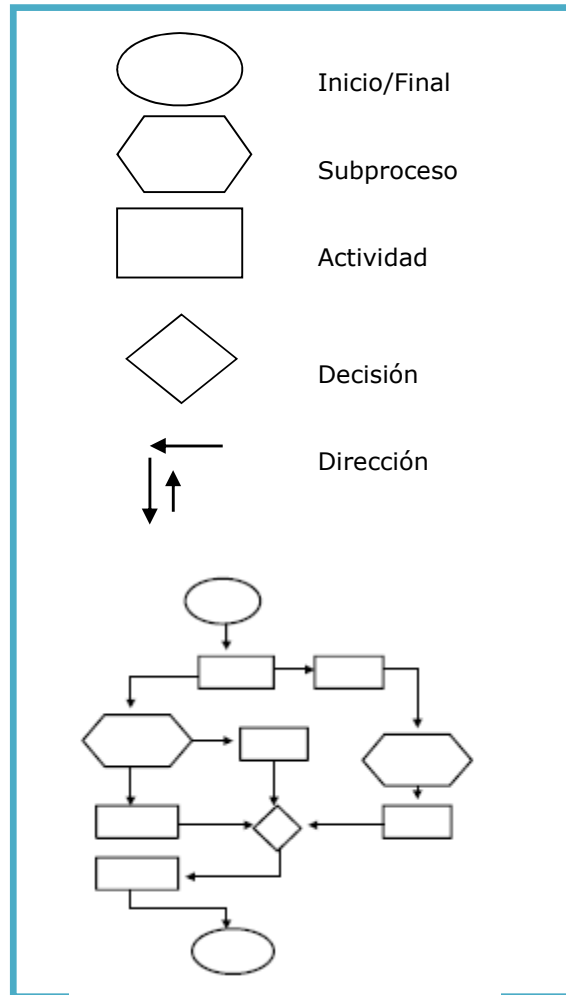 Inicio/Final
Subproceso
Actividad
Decisión
Dirección